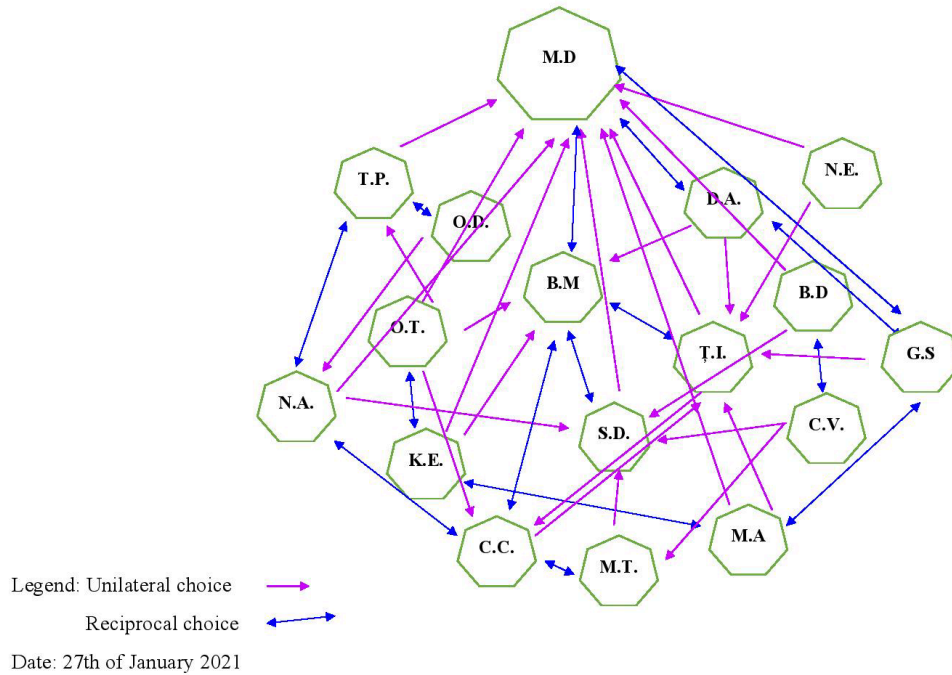 M.D
T.P.
N.E.
D.A.
O.D.
B.M
B.D
O.T.
Ț.I.
G.S
N.A.
S.D.
C.V.
K.E.
M.A
C.C.
M.T.
Legend: Unilateral choice
Reciprocal choice
Date: 27th of January 2021